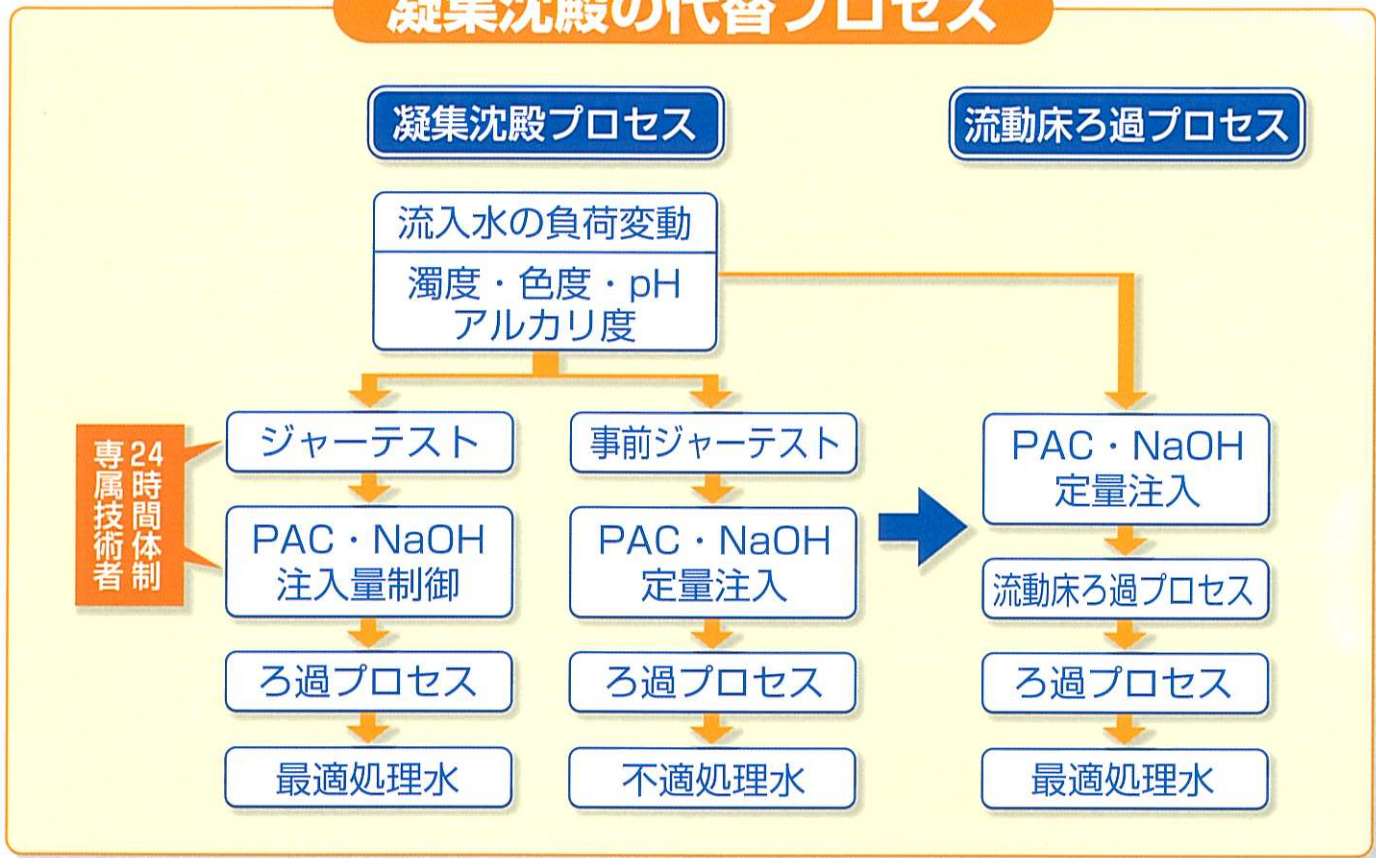 凝集沈殿の代替プロセス
凝集沈殿プロセス
流動床ろ過プロセス
流入水の負荷変動
濁度・色度・pH
アルカリ度
24時間体制
専属技術者
ジャーテスト
PAC・NaOH
注入量制御
ろ過プロセス
最適処理水
事前ジャーテスト
PAC・NaOH
定量注入
ろ過プロセス
不適処理水
PAC・NaOH
定量注入
流動床ろ過プロセス
ろ過プロセス
最適処理水